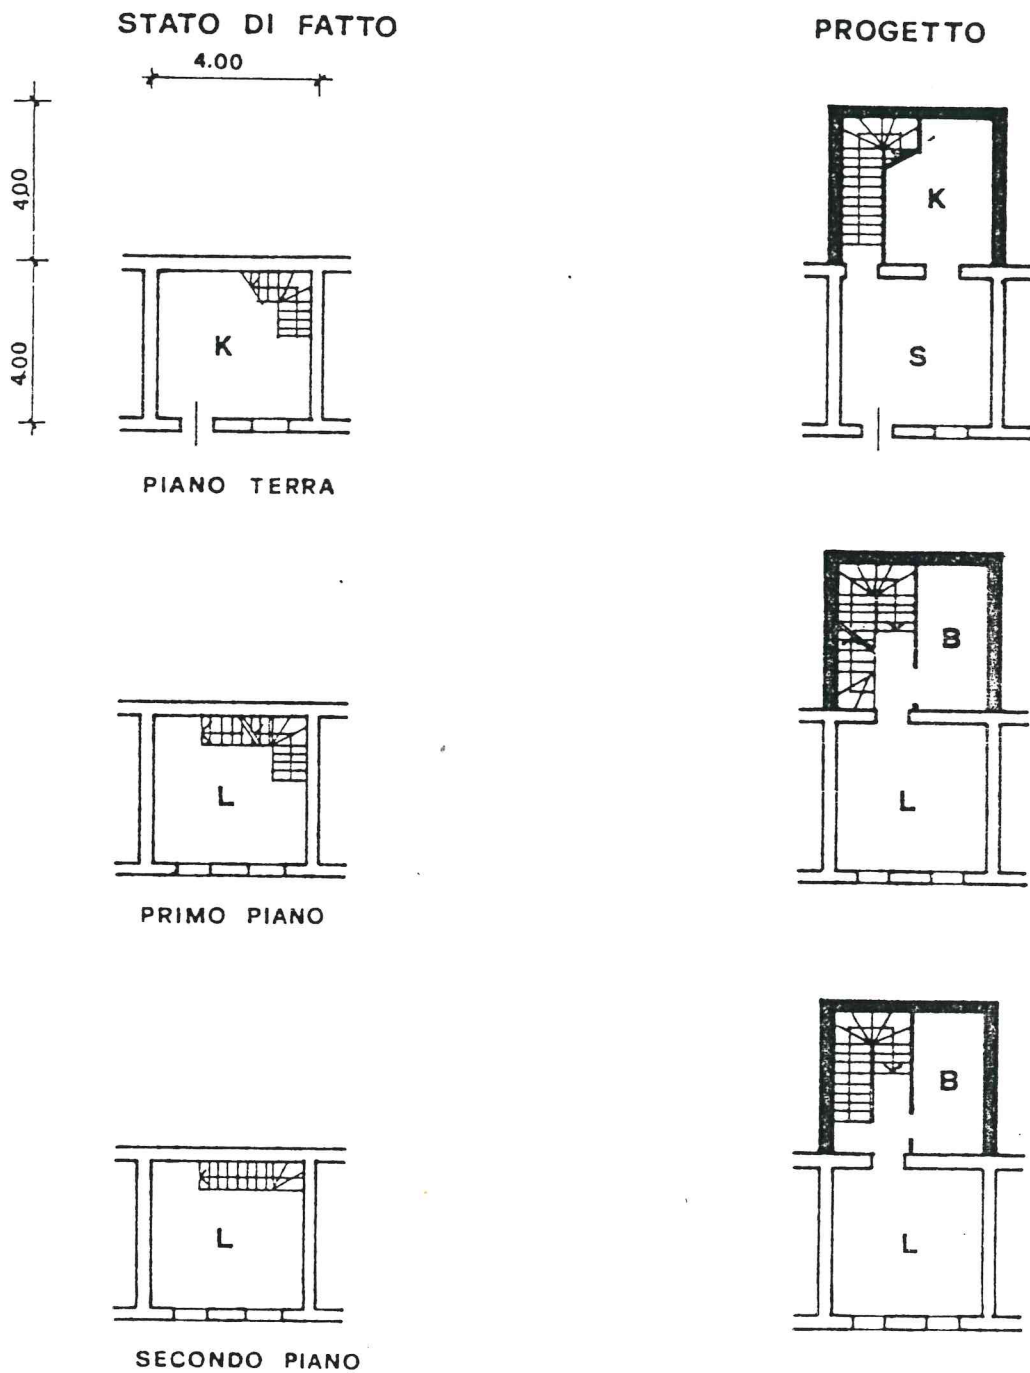 STATO DI FATTO
PROGETTO
4.00
4.00
4.00
K
K
S
PIANO TERRA
L
B
L
PRIMO PIANO
L
B
L
SECONDO PIANO